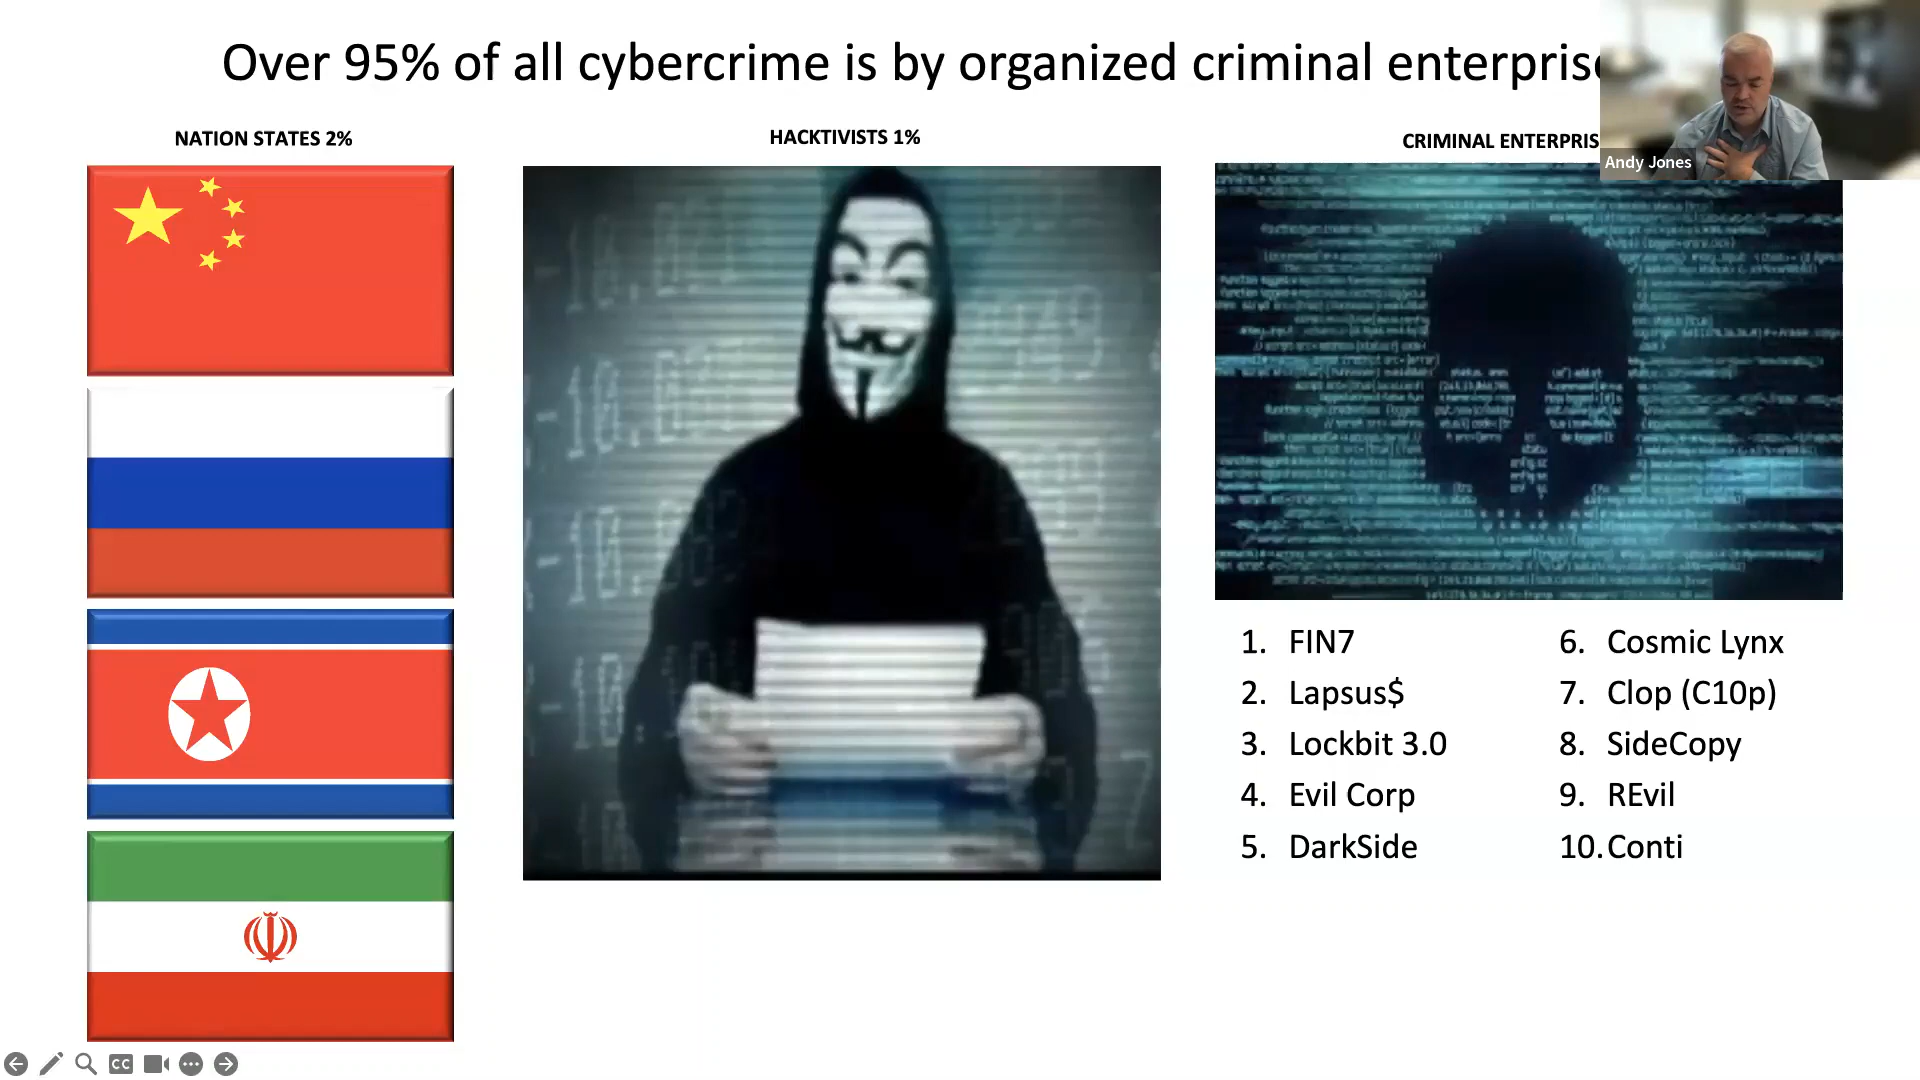 Over 95% of all cybercrime is by organized criminal enterpris
NATION STATES 2%
HACKTIVISTS 1%
CRIMINAL ENTERPRIS
Andy Jones
1. FIN7
2. Lapsus$
3. Lockbit 3.0
4. Evil Corp
5. DarkSide
6. Cosmic Lynx
7. Clop (C10p)
8. SideCopy
9. REvil
10. Conti
CC